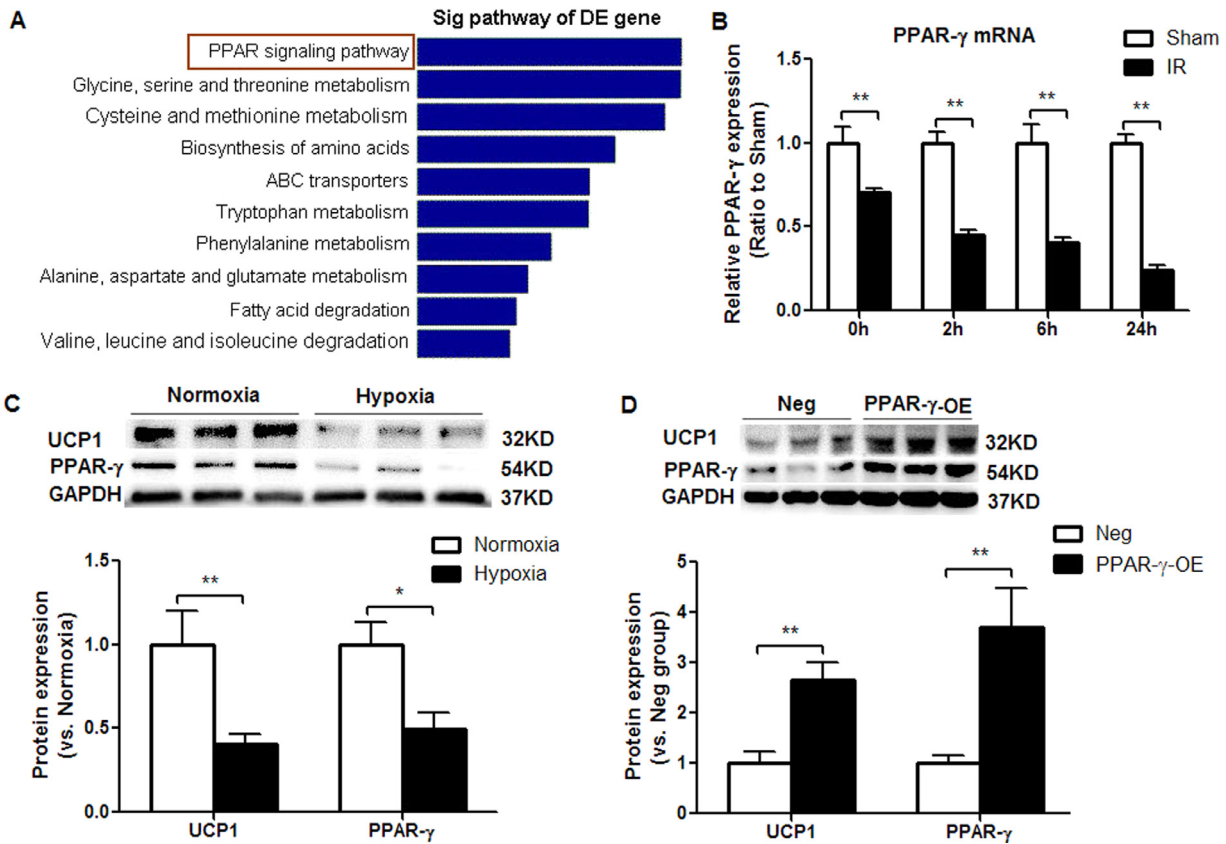 A
Sig pathway of DE gene
PPAR signaling pathway
Glycine, serine and threonine metabolism
Cysteine and methionine metabolism
Biosynthesis of amino acids
ABC transporters
Tryptophan metabolism
Phenylalanine metabolism
Alanine, aspartate and glutamate metabolism
Fatty acid degradation
Valine, leucine and isoleucine degradation
B
PPAR-γ mRNA
Sham
IR
Relative PPAR-γ expression
(Ratio to Sham)
1.5
1.0
0.5
0.0
** ** ** **
0h 2h 6h 24h
C
Normoxia Hypoxia
UCP1 32KD
PPAR-γ 54KD
GAPDH 37KD
Normoxia
Hypoxia
Protein expression
(vs. Normoxia)
1.5
1.0
0.5
0.0
** *
UCP1 PPAR-γ
D
Neg PPAR-γ-OE
UCP1 32KD
PPAR-γ 54KD
GAPDH 37KD
Neg
PPAR-γ-OE
Protein expression
(vs. Neg group)
5
4
3
2
1
0
** **
UCP1 PPAR-γ